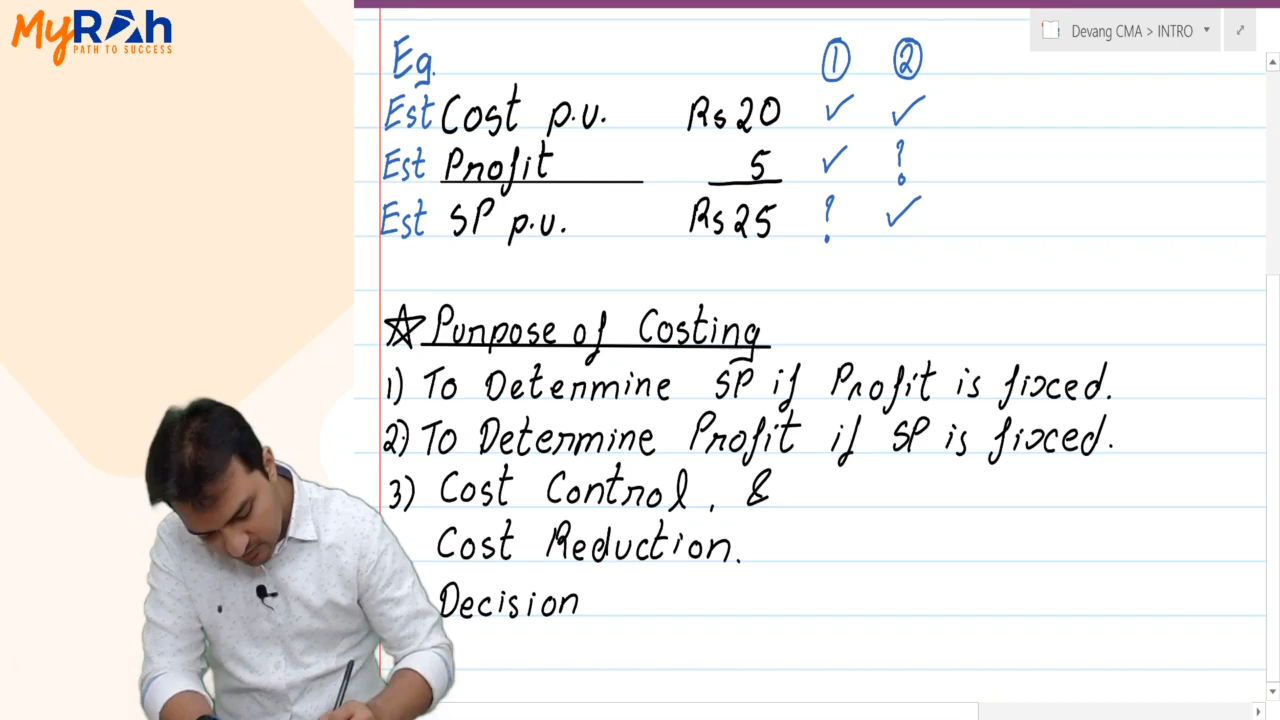 MyRAh
PATH TO SUCCESS
Devang CMA > INTRO
Eg. ① ②
Est Cost p.u. Rs 20 ✓ ✓
Est Profit 5 ✓ ?
Est SP p.u. Rs 25 ? ✓
☆ Purpose of Costing
1) To Determine SP if Profit is fixed.
2) To Determine Profit if SP is fixed.
3) Cost Control, &
Cost Reduction.
Decision